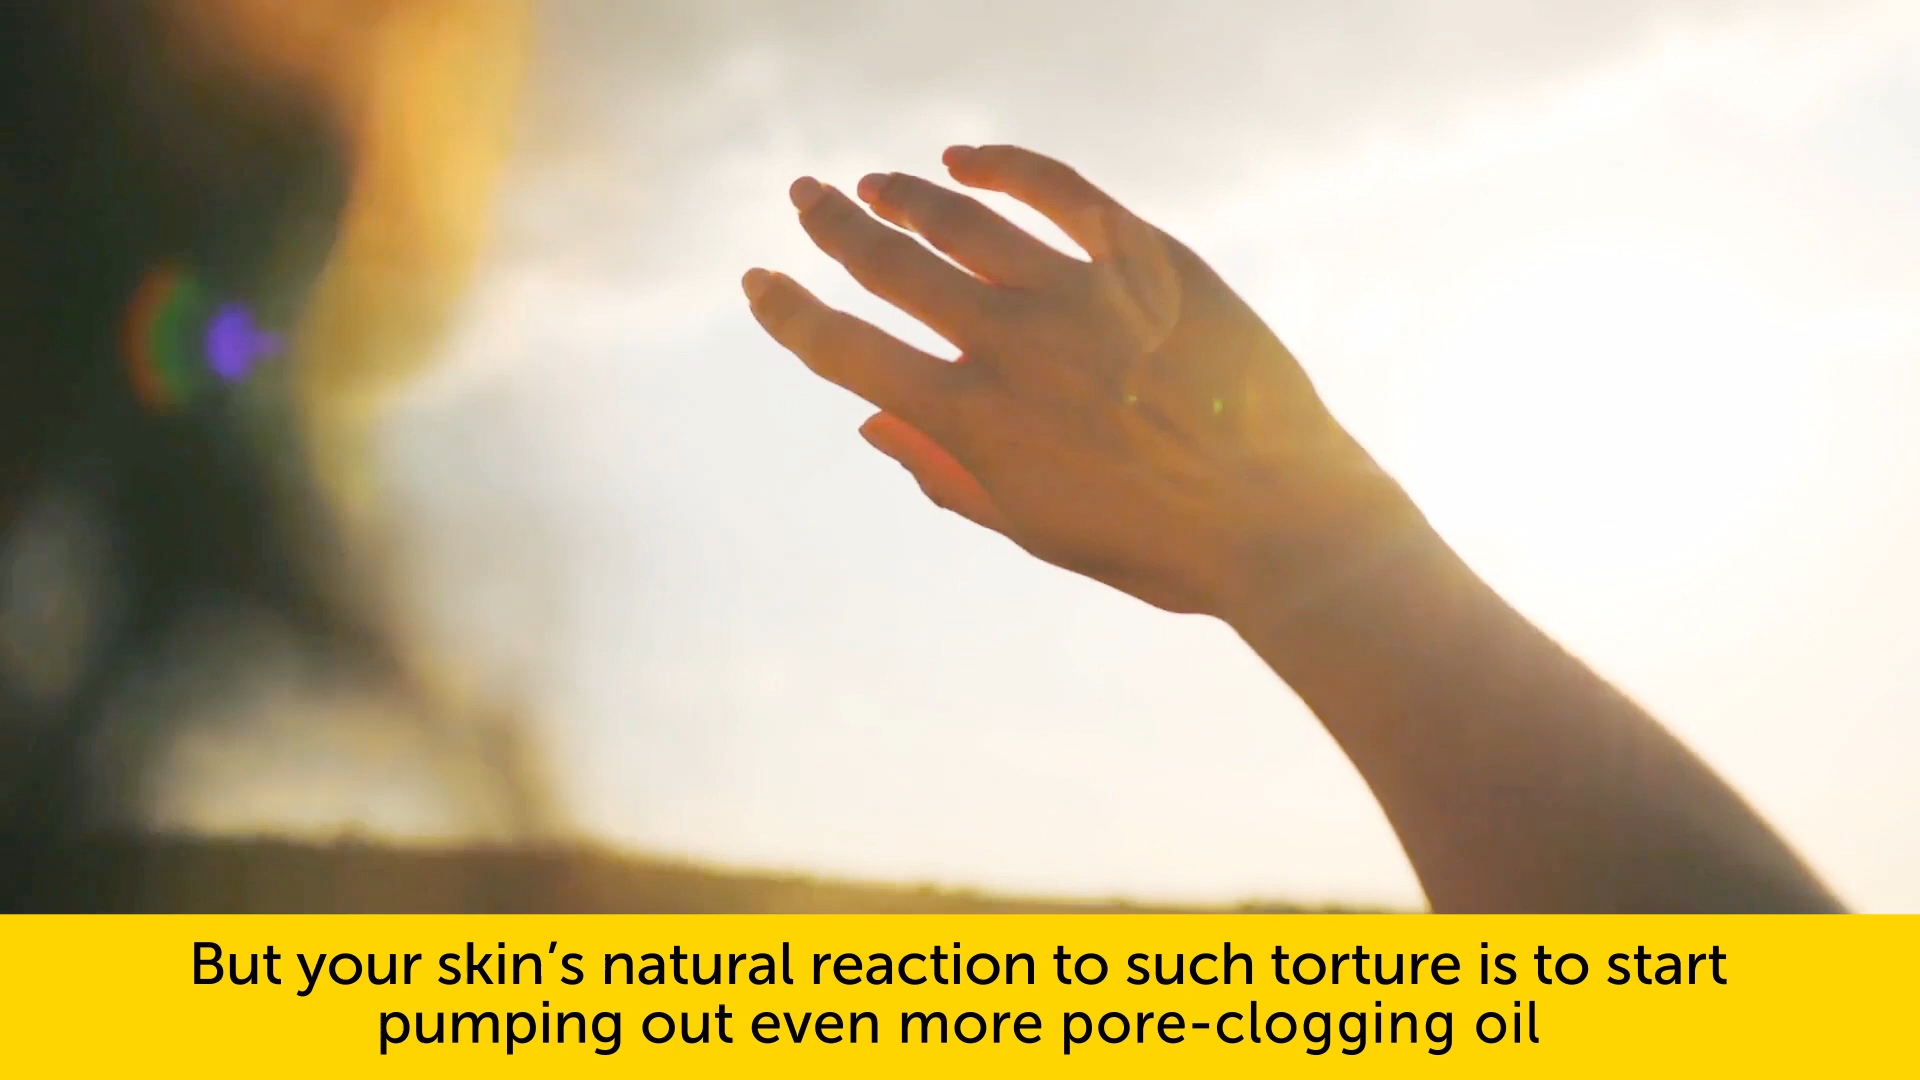 But your skin’s natural reaction to such torture is to start
pumping out even more pore-clogging oil